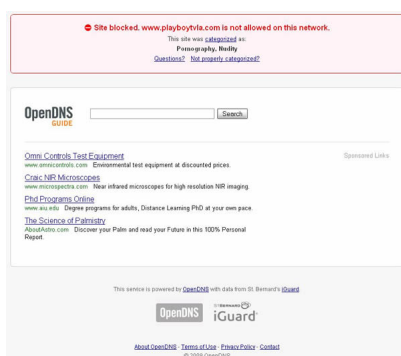 Site blocked. www.playboytvla.com is not allowed on this network.
This site was categorized as:
Pornography, Nudity
Questions? Not properly categorized?
OpenDNS
GUIDE
Search
Omni Controls Test Equipment
Sponsored Links
www.omnicontrols.com Environmental test equipment at discounted prices.
Craic NIR Microscopes
www.microspectra.com Near infrared microscopes for high resolution NIR imaging.
Phd Programs Online
www.aiu.edu Degree programs for adults, Distance Learning PhD at your own pace.
The Science of Palmistry
AboutAstro.com Discover your Palm and read your Future in this 100% Personal
Report.
This service is powered by OpenDNS with data from St. Bernard's iGuard.
OpenDNS
ST BERNARD
iGuard
About OpenDNS - Terms of Use - Privacy Policy - Contact